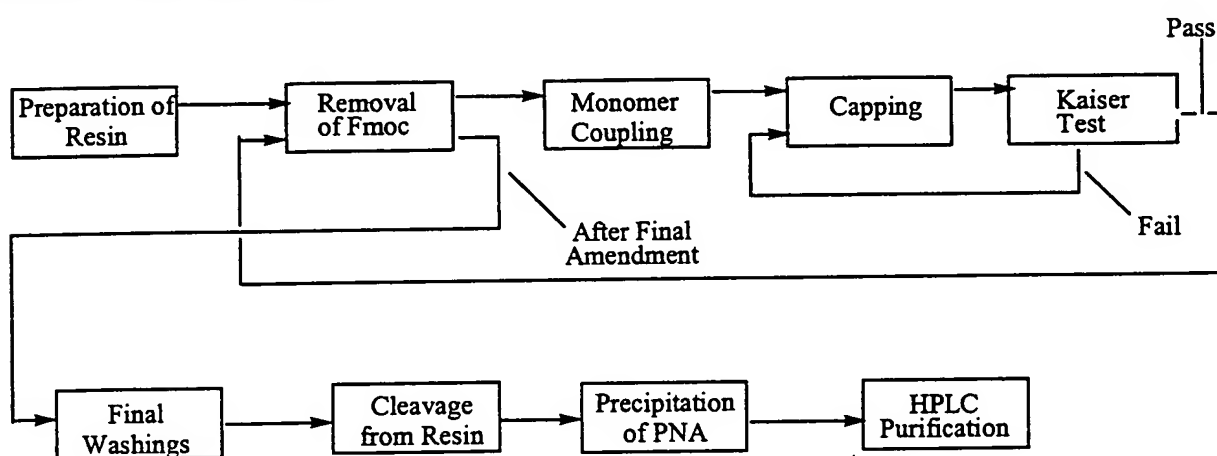 Pass
Preparation of
Resin
Removal
of Fmoc
Monomer
Coupling
Capping
Kaiser
Test
After Final
Amendment
Fail
Final
Washings
Cleavage
from Resin
Precipitation
of PNA
HPLC
Purification